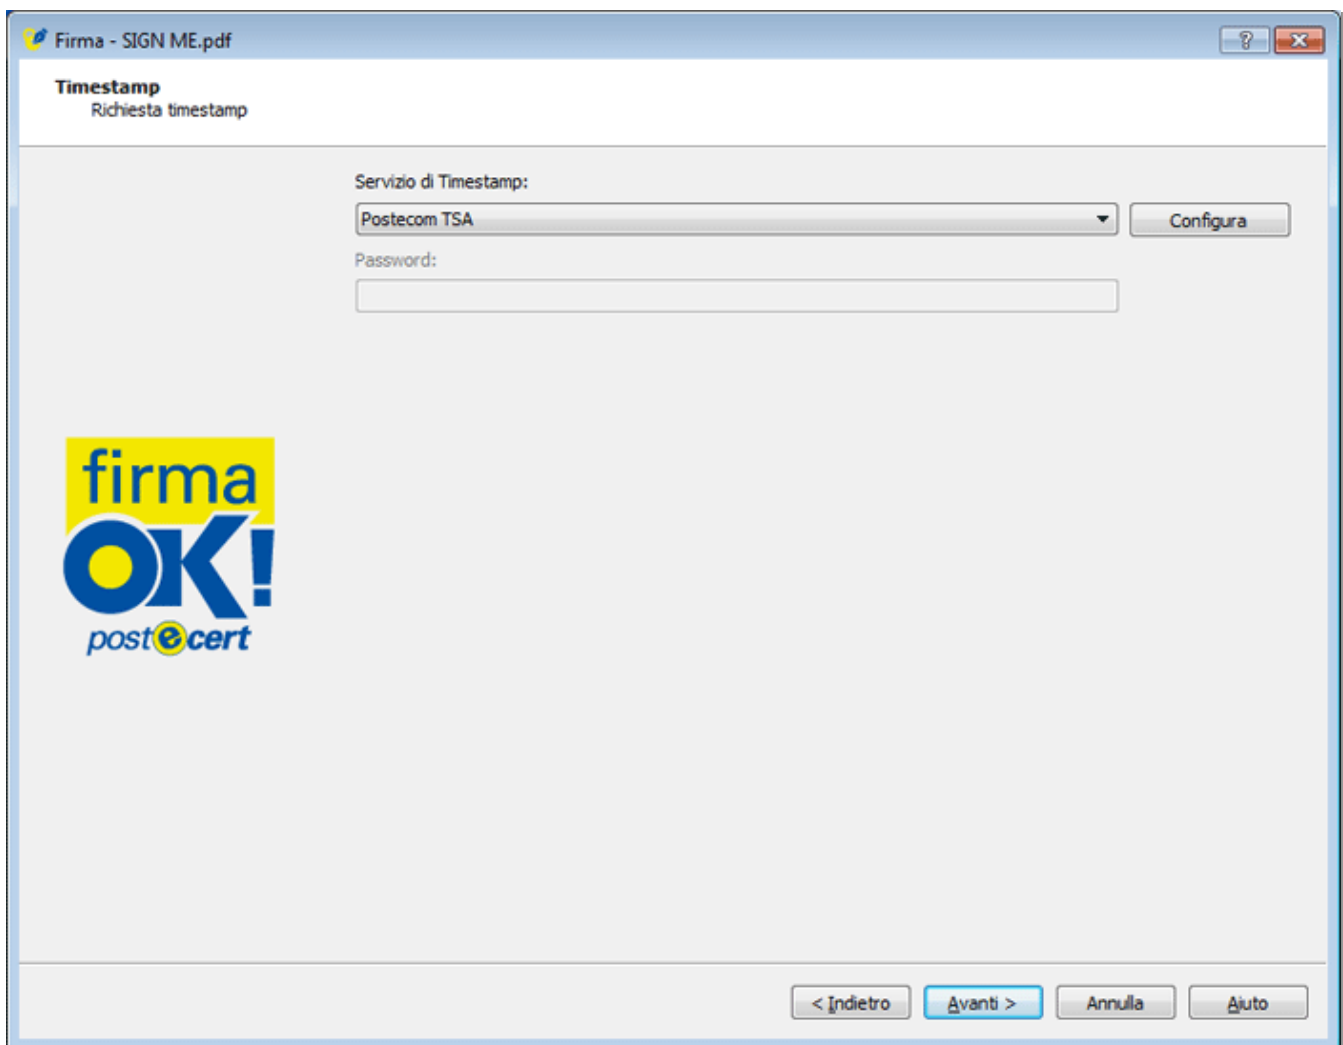 Firma - SIGN ME.pdf
Timestamp
Richiesta timestamp
Servizio di Timestamp:
Postecom TSA
Configura
Password:
firma
OK!
postecert
< Indietro
Avanti >
Annulla
Aiuto